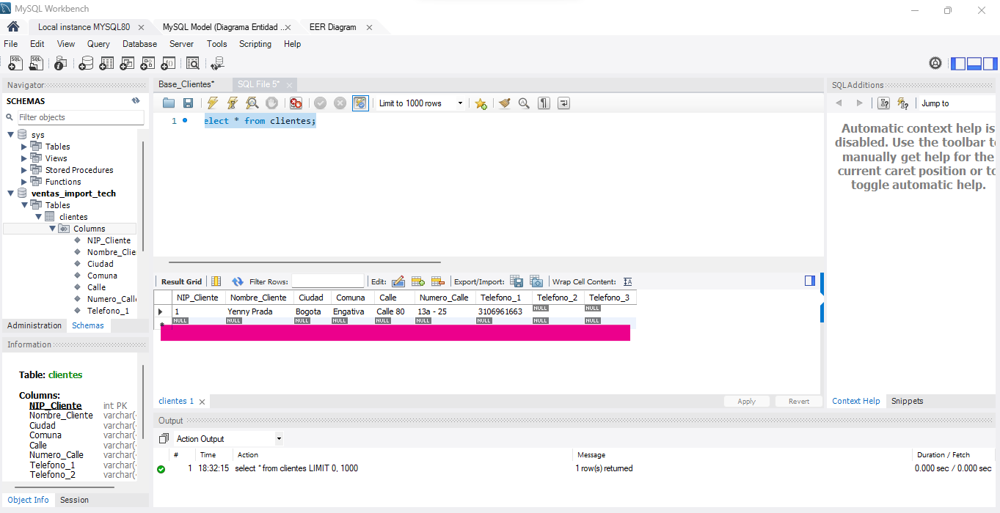 MySQL Workbench
Local instance MYSQL80
MySQL Model (Diagrama Entidad ..
EER Diagram
File Edit View Query Database Server Tools Scripting Help
Navigator
SCHEMAS
Filter objects
sys
Tables
Views
Stored Procedures
Functions
ventas_import_tech
Tables
clientes
Columns
NIP_Cliente
Nombre_Clie
Ciudad
Comuna
Calle
Numero_Call
Telefono_1
Administration Schemas
Information
Table: clientes
Columns:
NIP_Cliente int PK
Nombre_Cliente varchar(
Ciudad varchar(
Comuna varchar(
Calle varchar(
Numero_Calle varchar(
Telefono_1 varchar(
Telefono_2 varchar(
Object Info Session
Base_Clientes* SQL File 5*
Limit to 1000 rows
1 elect * from clientes;
Result Grid Filter Rows: Edit: Export/Import: Wrap Cell Content: IA
NIP_Cliente Nombre_Cliente Ciudad Comuna Calle Numero_Calle Telefono_1 Telefono_2 Telefono_3
1 Yenny Prada Bogota Engativa Calle 80 13a - 25 3106961663 NULL NULL
NULL NULL NULL NULL NULL NULL NULL NULL NULL
clientes 1
Apply Revert
Output
Action Output
# Time Action Message Duration / Fetch
1 18:32:15 select * from clientes LIMIT 0, 1000 1 row(s) returned 0.000 sec / 0.000 sec
SQLAdditions
Jump to
Automatic context help is
disabled. Use the toolbar t
manually get help for the
current caret position or to
toggle automatic help.
Context Help Snippets